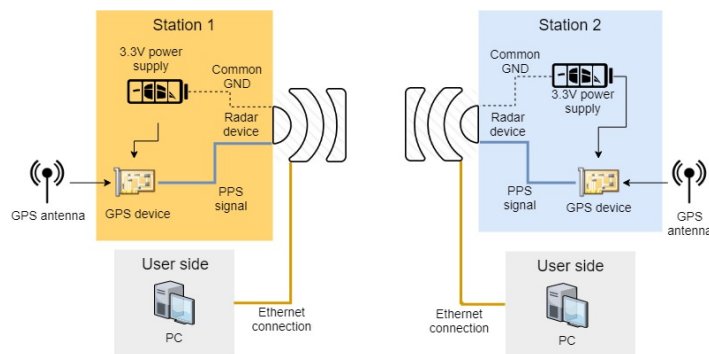 Station 1
3.3V power
supply
Common
GND
Radar
device
PPS
signal
GPS antenna
GPS device
User side
PC
Ethernet
connection
Station 2
Common
GND
3.3V power
supply
Radar
device
PPS
signal
GPS device
GPS
antenna
User side
PC
Ethernet
connection